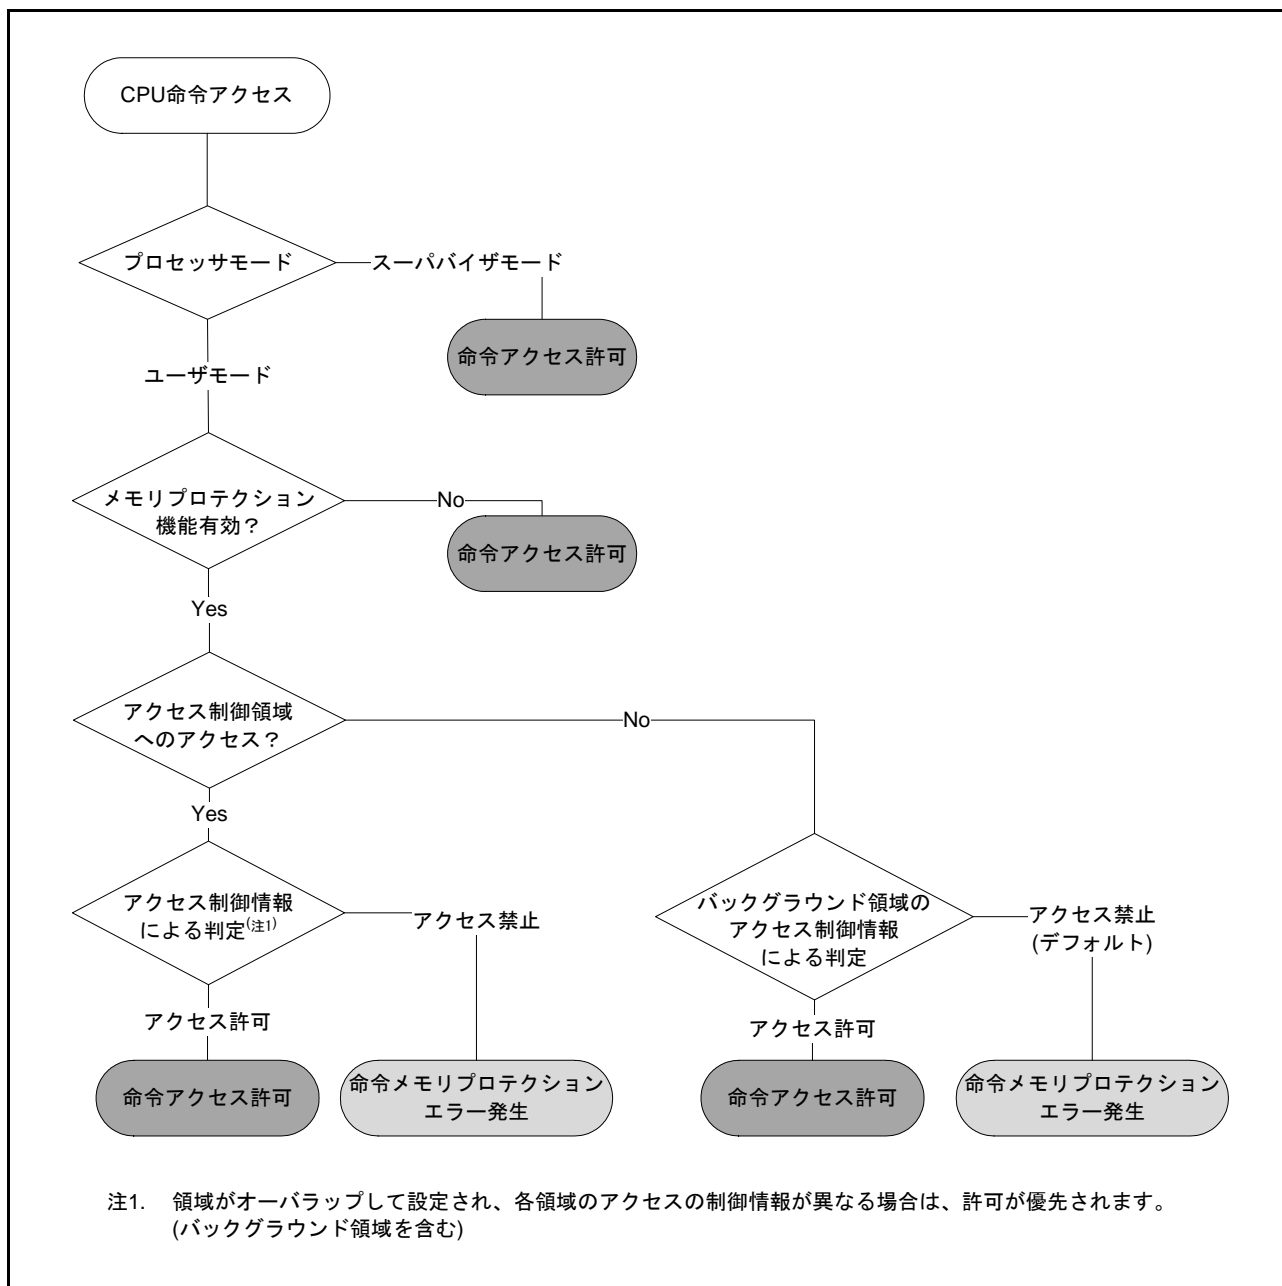 CPU命令アクセス
プロセッサモード
スーパバイザモード
命令アクセス許可
ユーザモード
メモリプロテクション
機能有効？
No
命令アクセス許可
Yes
アクセス制御領域
へのアクセス？
No
Yes
アクセス制御情報
による判定(注1)
アクセス禁止
バックグラウンド領域の
アクセス制御情報
による判定
アクセス禁止
(デフォルト)
アクセス許可
アクセス許可
命令アクセス許可
命令メモリプロテクション
エラー発生
命令アクセス許可
命令メモリプロテクション
エラー発生
注1. 領域がオーバラップして設定され、各領域のアクセスの制御情報が異なる場合は、許可が優先されます。
(バックグラウンド領域を含む)